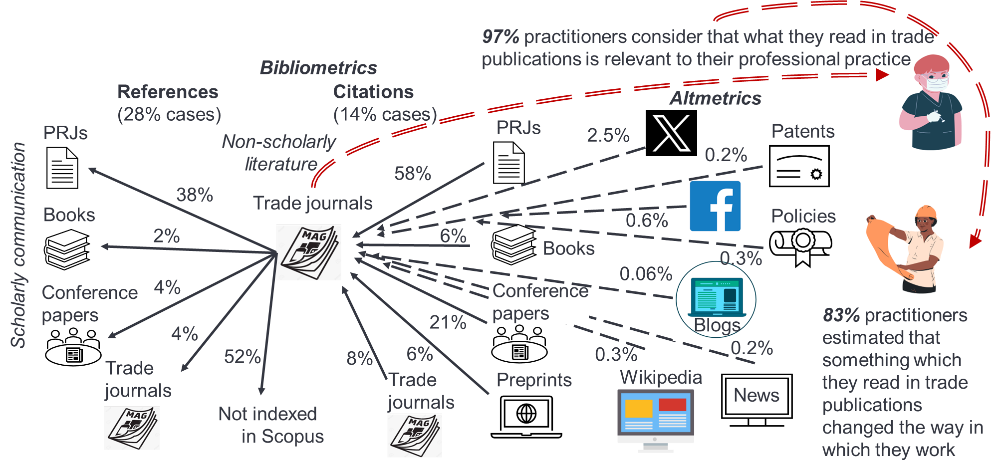 97% practitioners consider that what they read in trade
publications is relevant to their professional practice
Bibliometrics
References
(28% cases)
Citations
(14% cases)
Altmetrics
Scholarly communication
Non-scholarly
literature
PRJs
38%
Books
2%
Conference
papers
4%
Trade
journals
4%
MAG
52%
Not indexed
in Scopus
Trade journals
MAG
PRJs
58%
6%
Books
Conference
papers
21%
Preprints
6%
Trade
journals
8%
MAG
2.5%
Patents
0.2%
f
0.6%
Policies
0.3%
0.06%
Blogs
Wikipedia
0.3%
News
0.2%
83% practitioners
estimated that
something which
they read in trade
publications
changed the way in
which they work